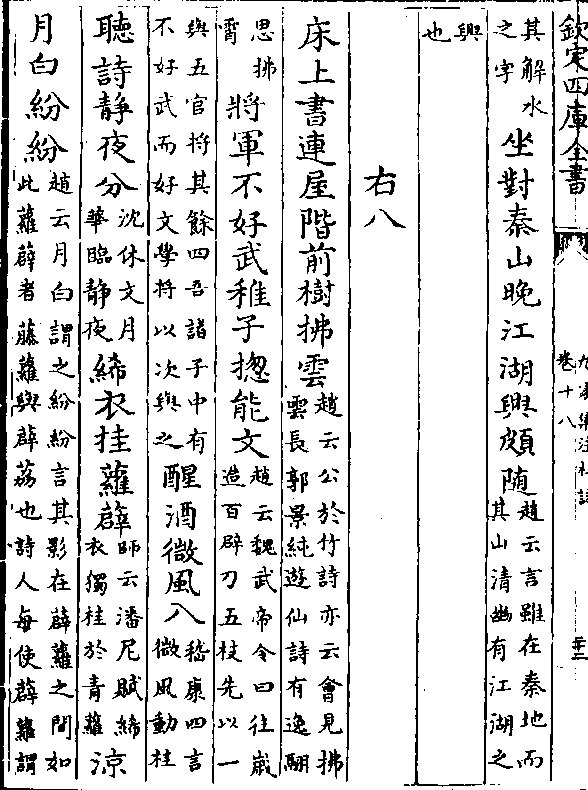 欽定四庫全書
九家集注杜詩
卷十八
其解水
之字
坐對秦山晚江湖興頗隨
趙云言雖在秦地而
其山清幽有江湖之
興
也
右八
床上書連屋階前樹拂雲
趙云公於竹詩亦云會見拂
雲長郭景純遊仙詩有逸翮
思拂
霄
將軍不好武稚子揔能文
趙云魏武帝令曰往歲
造百辟刀五枝先以一
與五官將其餘四吾諸子中有
不好武而好文學將以次與之
醒酒微風入
嵇康四言
微風動桂
聽詩靜夜分
沈休文月
華臨靜夜
絺衣挂蘿薜
師云潘尼賦絺
衣獨挂於青蘿
涼
月白紛紛
趙云月白謂之紛紛言其影在薜蘿之間如
此蘿薜者藤蘿與薜荔也詩人每使薜蘿謂